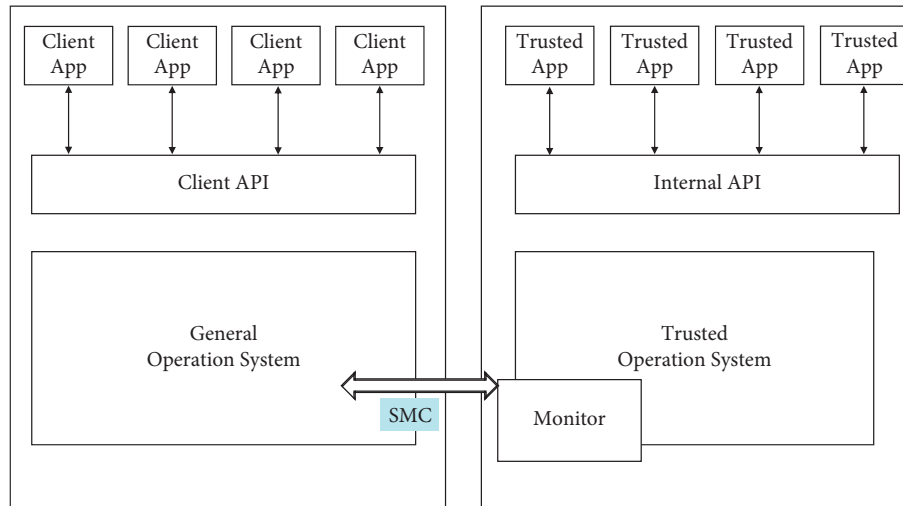 Client
App
Client
App
Client
App
Client
App
Client API
General
Operation System
SMC
Trusted
App
Trusted
App
Trusted
App
Trusted
App
Internal API
Trusted
Operation System
Monitor